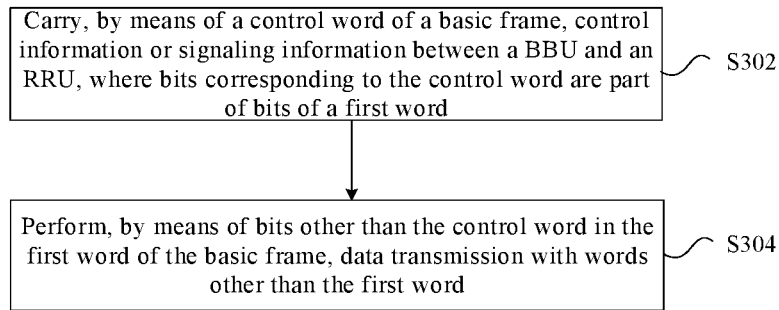 Carry, by means of a control word of a basic frame, control
information or signaling information between a BBU and an
RRU, where bits corresponding to the control word are part
of bits of a first word
S302
Perform, by means of bits other than the control word in the
first word of the basic frame, data transmission with words
other than the first word
S304